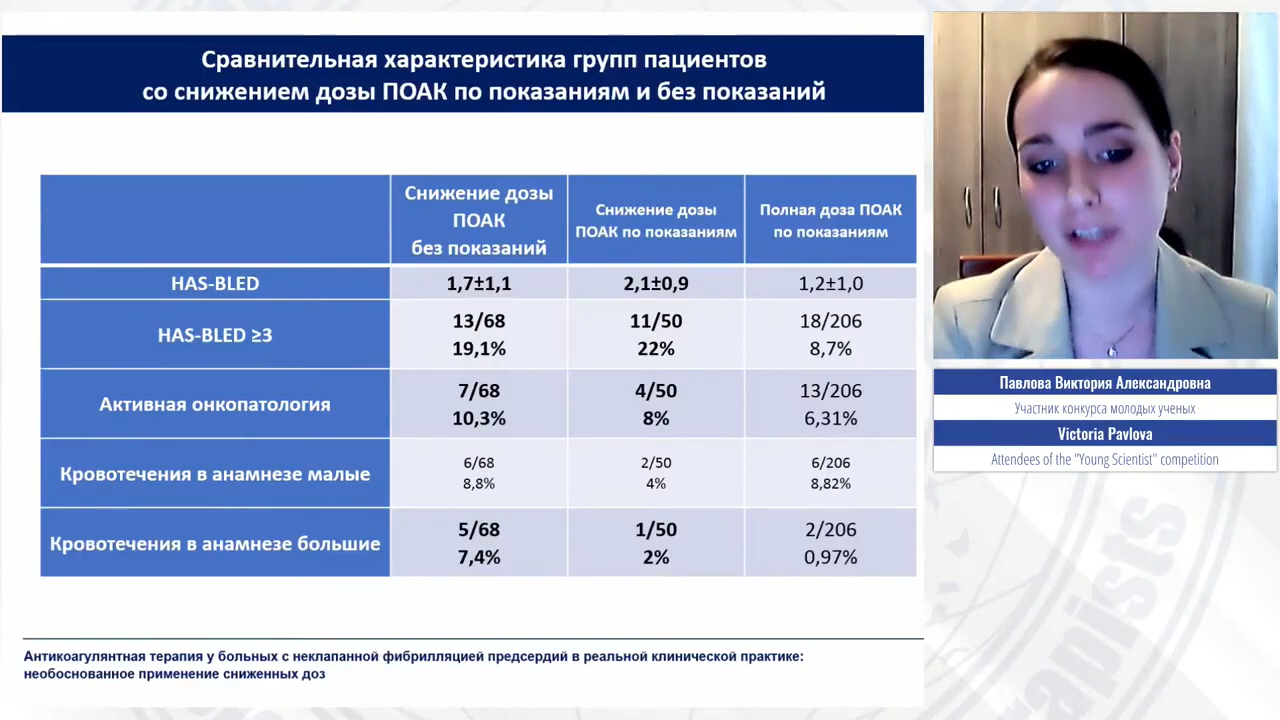 Сравнительная характеристика групп пациентов
со снижением дозы ПОАК по показаниям и без показаний
Снижение дозы
ПОАК
без показаний
Снижение дозы
ПОАК по показаниям
Полная доза ПОАК
по показаниям
HAS-BLED
1,7±1,1
2,1±0,9
1,2±1,0
HAS-BLED ≥3
13/68
19,1%
11/50
22%
18/206
8,7%
Активная онкопатология
7/68
10,3%
4/50
8%
13/206
6,31%
Кровотечения в анамнезе малые
6/68
8,8%
2/50
4%
6/206
8,82%
Кровотечения в анамнезе большие
5/68
7,4%
1/50
2%
2/206
0,97%
Антикоагулянтная терапия у больных с неклапанной фибрилляцией предсердий в реальной клинической практике:
необоснованное применение сниженных доз
Павлова Виктория Александровна
Участник конкурса молодых ученых
Victoria Pavlova
Attendees of the "Young Scientist" competition
rapists